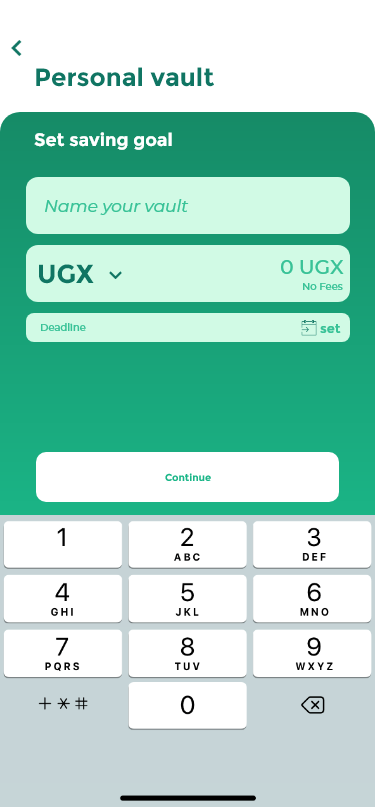 Personal vault
Set saving goal
Name your vault
UGX
0 UGX
No Fees
Deadline
set
Continue
1
2
ABC
3
DEF
4
GHI
5
JKL
6
MNO
7
PQRS
8
TUV
9
WXYZ
+*#
0